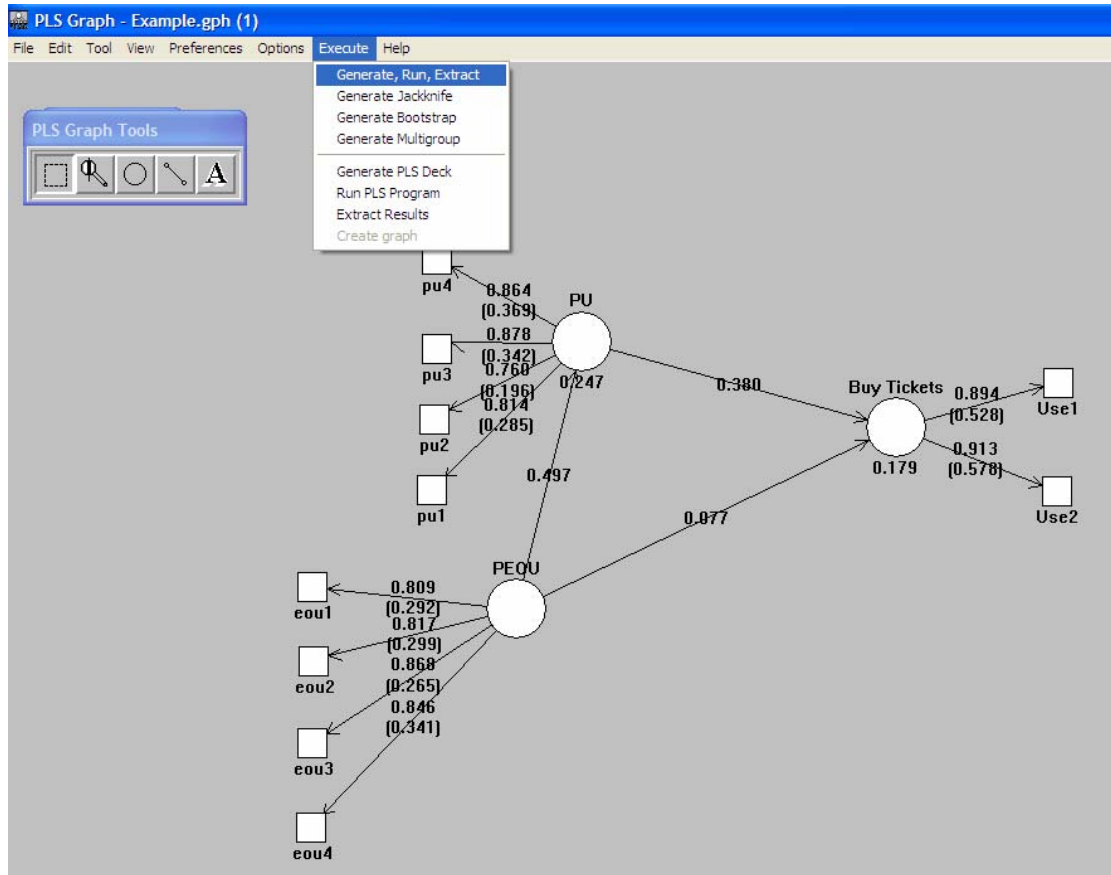 PLS Graph - Example.gph (1)
File Edit Tool View Preferences Options Execute Help
Generate, Run, Extract
Generate Jackknife
Generate Bootstrap
Generate Multigroup
Generate PLS Deck
Run PLS Program
Extract Results
Create graph
PLS Graph Tools
A
pu4
0.864
(0.369)
PU
0.878
(0.342)
pu3
0.760
(0.196)
0.247
0.814
(0.285)
pu2
0.380
Buy Tickets
0.894
(0.528)
Use1
0.913
(0.578)
0.179
Use2
pu1
0.497
0.077
PEOU
0.809
(0.292)
eou1
0.817
(0.299)
eou2
0.868
(0.265)
0.846
(0.341)
eou3
eou4